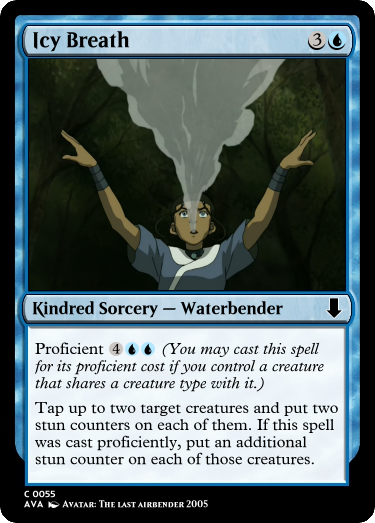 Icy Breath 3
Kindred Sorcery — Waterbender
Proficient 4 (You may cast this spell
for its proficient cost if you control a creature
that shares a creature type with it.)
Tap up to two target creatures and put two
stun counters on each of them. If this spell
was cast proficiently, put an additional
stun counter on each of those creatures.
C 0055
AVA Avatar: The last airbender 2005